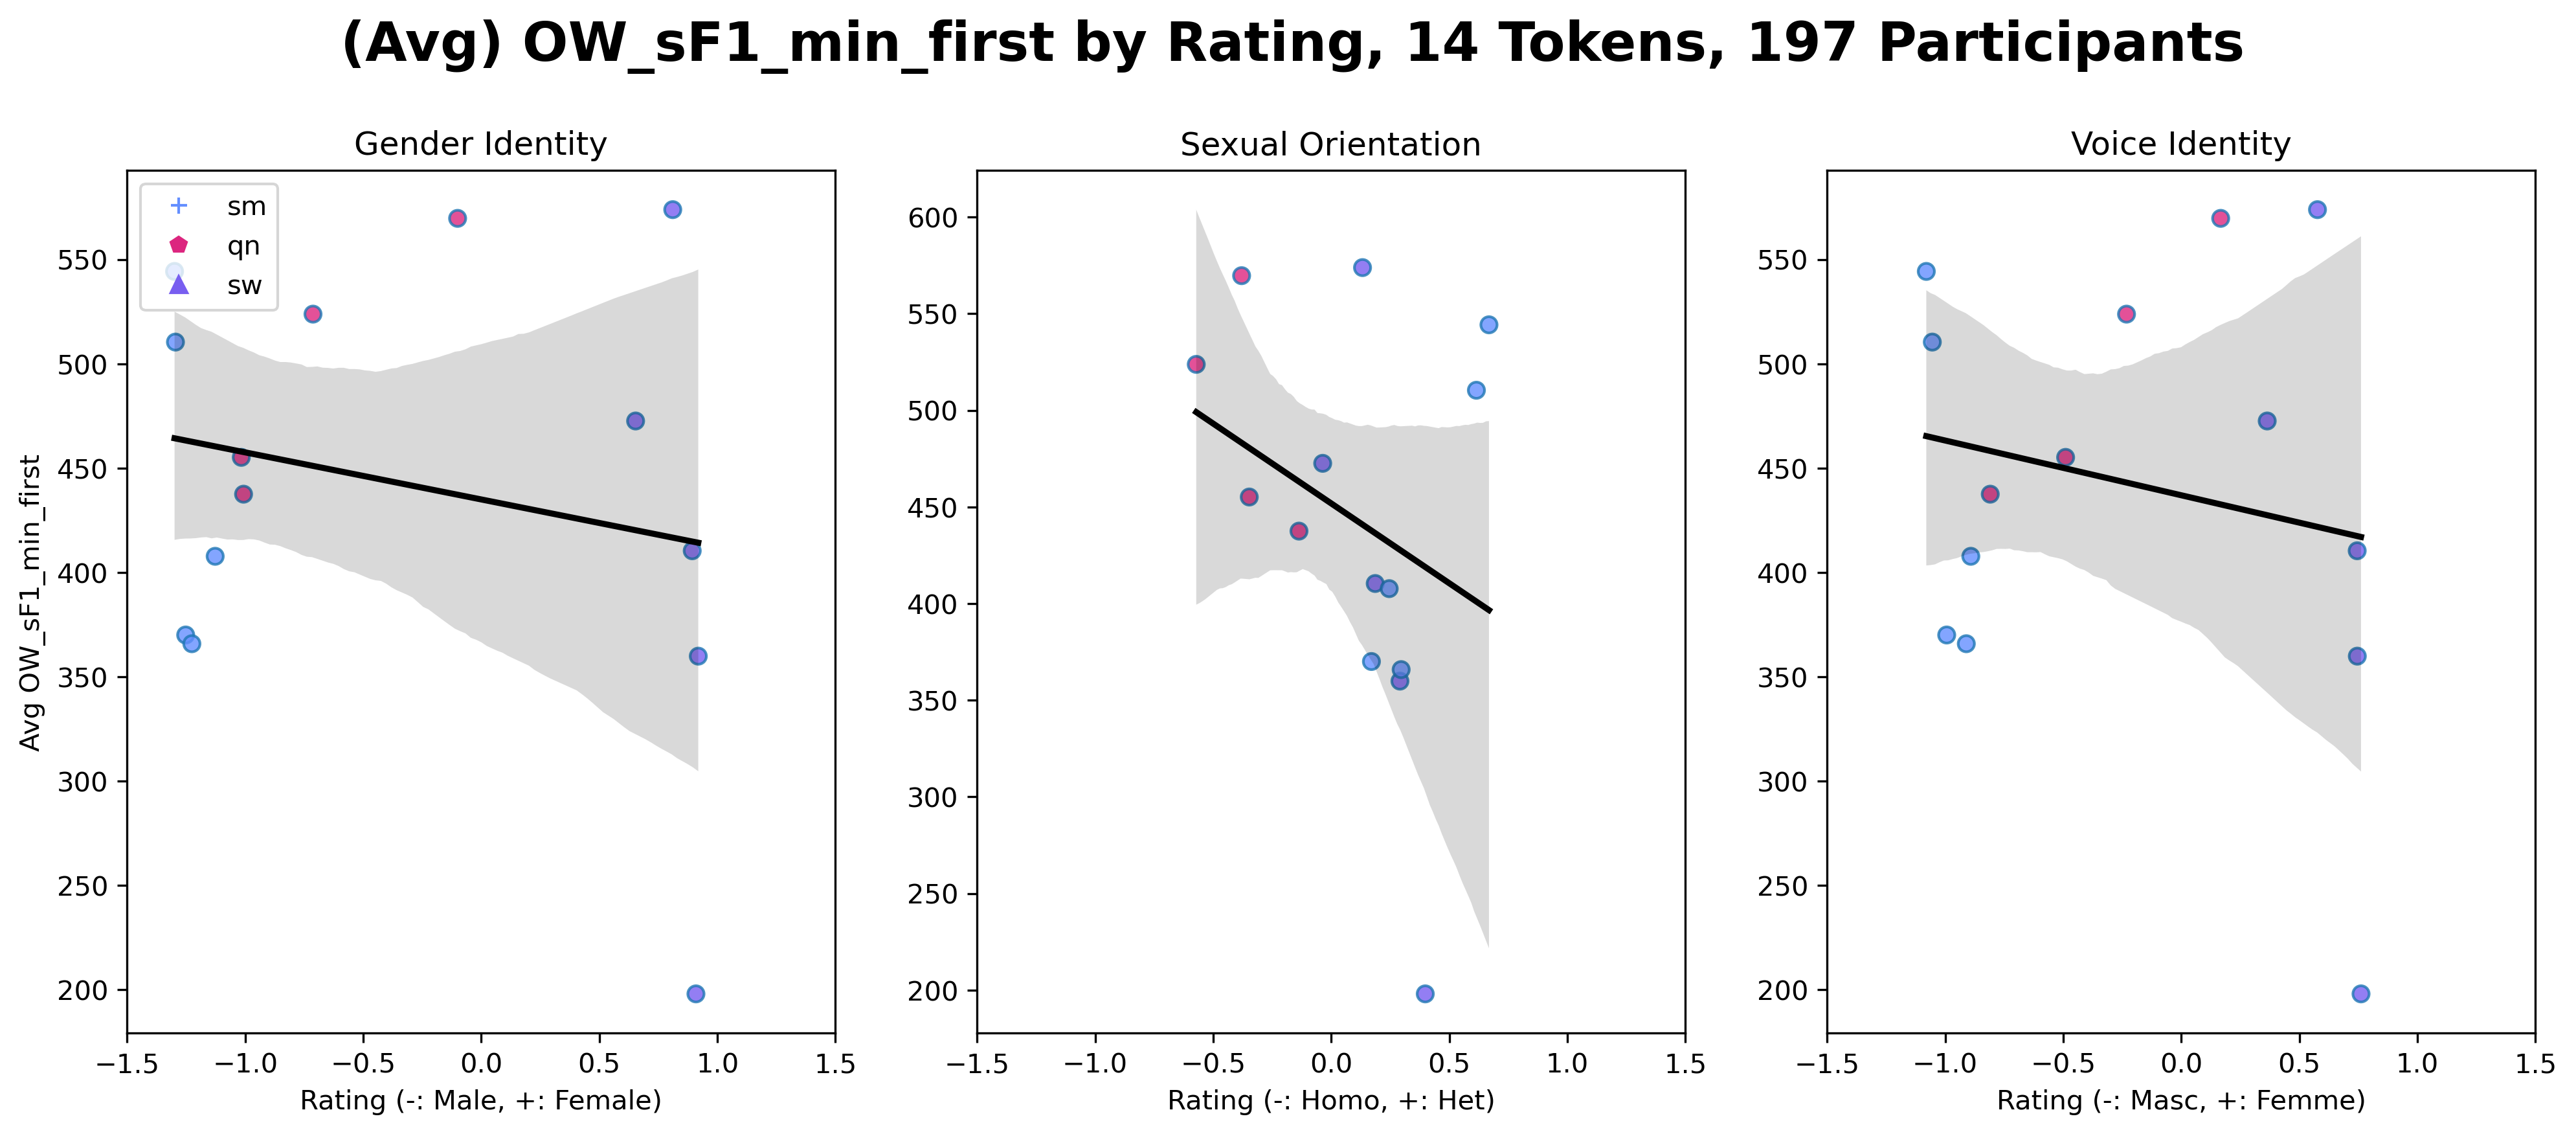 (Avg) OW_sF1_min_first by Rating, 14 Tokens, 197 Participants
Gender Identity
sm
qn
sw
550
500
450
400
350
300
250
200
Avg OW_sF1_min_first
−1.5 −1.0 −0.5 0.0 0.5 1.0 1.5
Rating (-: Male, +: Female)
Sexual Orientation
600
550
500
450
400
350
300
250
200
−1.5 −1.0 −0.5 0.0 0.5 1.0 1.5
Rating (-: Homo, +: Het)
Voice Identity
550
500
450
400
350
300
250
200
−1.5 −1.0 −0.5 0.0 0.5 1.0 1.5
Rating (-: Masc, +: Femme)